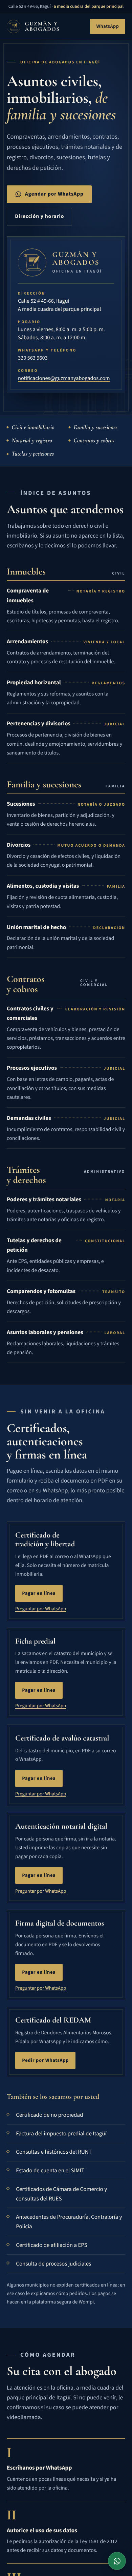 Calle 52 # 49-66, Itagüí · a media cuadra del parque principal
GUZMÁN Y
ABOGADOS
WhatsApp
OFICINA DE ABOGADOS EN ITAGÜÍ
Asuntos civiles,
inmobiliarios, de
familia y sucesiones
Compraventas, arrendamientos, contratos,
procesos ejecutivos, trámites notariales y de
registro, divorcios, sucesiones, tutelas y
derechos de petición.
Agendar por WhatsApp
Dirección y horario
GUZMÁN Y
ABOGADOS
OFICINA EN ITAGÜÍ
DIRECCIÓN
Calle 52 # 49-66, Itagüí
A media cuadra del parque principal
HORARIO
Lunes a viernes, 8:00 a. m. a 5:00 p. m.
Sábados, 8:00 a. m. a 12:00 m.
WHATSAPP Y TELÉFONO
320 563 9603
CORREO
notificaciones@guzmanyabogados.com
Civil e inmobiliario
Familia y sucesiones
Notarial y registro
Contratos y cobros
Tutelas y peticiones
ÍNDICE DE ASUNTOS
Asuntos que atendemos
Trabajamos por especialidad, con el trámite
completo. Si su asunto no aparece en la lista,
escríbanos y le decimos si lo podemos llevar.
Inmuebles
CIVIL
Compraventa de
inmuebles
NOTARÍA Y REGISTRO
Estudio de títulos, promesas de compraventa,
escrituras, hipotecas y permutas, hasta el registro.
Arrendamientos
VIVIENDA Y LOCAL
Contratos de arrendamiento, terminación del
contrato y procesos de restitución del inmueble.
Propiedad horizontal
REGLAMENTOS
Reglamentos y sus reformas, y asuntos con la
administración y la copropiedad.
Pertenencias y divisorios
JUDICIAL
Procesos de pertenencia, división de bienes en
común, deslinde y amojonamiento, servidumbres y
saneamiento de títulos.
Familia y sucesiones
FAMILIA
Sucesiones
NOTARÍA O JUZGADO
Inventario de bienes, partición y adjudicación, y
venta o cesión de derechos herenciales.
Divorcios
MUTUO ACUERDO O DEMANDA
Divorcio y cesación de efectos civiles, y liquidación
de la sociedad conyugal o patrimonial.
Alimentos, custodia y visitas
FAMILIA
Fijación y revisión de cuota alimentaria, custodia,
visitas y patria potestad.
Unión marital de hecho
DECLARACIÓN
Declaración de la unión marital y de la sociedad
patrimonial.
Contratos
y cobros
CIVIL Y
COMERCIAL
Contratos civiles y
comerciales
ELABORACIÓN Y REVISIÓN
Compraventa de vehículos y bienes, prestación de
servicios, préstamos, transacciones y acuerdos entre
copropietarios.
Procesos ejecutivos
JUDICIAL
Con base en letras de cambio, pagarés, actas de
conciliación y otros títulos, con sus medidas
cautelares.
Demandas civiles
JUDICIAL
Incumplimiento de contratos, responsabilidad civil y
conciliaciones.
Trámites
y derechos
ADMINISTRATIVO
Poderes y trámites notariales
NOTARÍA
Poderes, autenticaciones, traspasos de vehículos y
trámites ante notarías y oficinas de registro.
Tutelas y derechos de
petición
CONSTITUCIONAL
Ante EPS, entidades públicas y empresas, e
incidentes de desacato.
Comparendos y fotomultas
TRÁNSITO
Derechos de petición, solicitudes de prescripción y
descargos.
Asuntos laborales y pensiones
LABORAL
Reclamaciones laborales, liquidaciones y trámites
de pensión.
SIN VENIR A LA OFICINA
Certificados,
autenticaciones
y firmas en línea
Pague en línea, escriba los datos en el mismo
formulario y reciba el documento en PDF en su
correo o en su WhatsApp, lo más pronto posible
dentro del horario de atención.
Certificado de
tradición y libertad
Le llega en PDF al correo o al WhatsApp que
elija. Solo necesita el número de matrícula
inmobiliaria.
Pagar en línea
Preguntar por WhatsApp
Ficha predial
La sacamos en el catastro del municipio y se
la enviamos en PDF. Necesita el municipio y la
matrícula o la dirección.
Pagar en línea
Preguntar por WhatsApp
Certificado de avalúo catastral
Del catastro del municipio, en PDF a su correo
o WhatsApp.
Pagar en línea
Preguntar por WhatsApp
Autenticación notarial digital
Por cada persona que firma, sin ir a la notaría.
Usted imprime las copias que necesite sin
pagar por cada copia.
Pagar en línea
Preguntar por WhatsApp
Firma digital de documentos
Por cada persona que firma. Envíenos el
documento en PDF y se lo devolvemos
firmado.
Pagar en línea
Preguntar por WhatsApp
Certificado del REDAM
Registro de Deudores Alimentarios Morosos.
Pídalo por WhatsApp y le indicamos cómo.
Pedir por WhatsApp
También se los sacamos por usted
Certificado de no propiedad
Factura del impuesto predial de Itagüí
Consultas e históricos del RUNT
Estado de cuenta en el SIMIT
Certificados de Cámara de Comercio y
consultas del RUES
Antecedentes de Procuraduría, Contraloría y
Policía
Certificado de afiliación a EPS
Consulta de procesos judiciales
Algunos municipios no expiden certificados en línea; en
ese caso le explicamos cómo pedirlos. Los pagos se
hacen en la plataforma segura de Wompi.
CÓMO AGENDAR
Su cita con el abogado
La atención es en la oficina, a media cuadra del
parque principal de Itagüí. Si no puede venir, le
confirmamos si su caso se puede atender por
videollamada.
I
Escríbanos por WhatsApp
Cuéntenos en pocas líneas qué necesita y si ya ha
sido atendido por la oficina.
II
Autorice el uso de sus datos
Le pedimos la autorización de la Ley 1581 de 2012
antes de recibir sus datos y documentos.
III